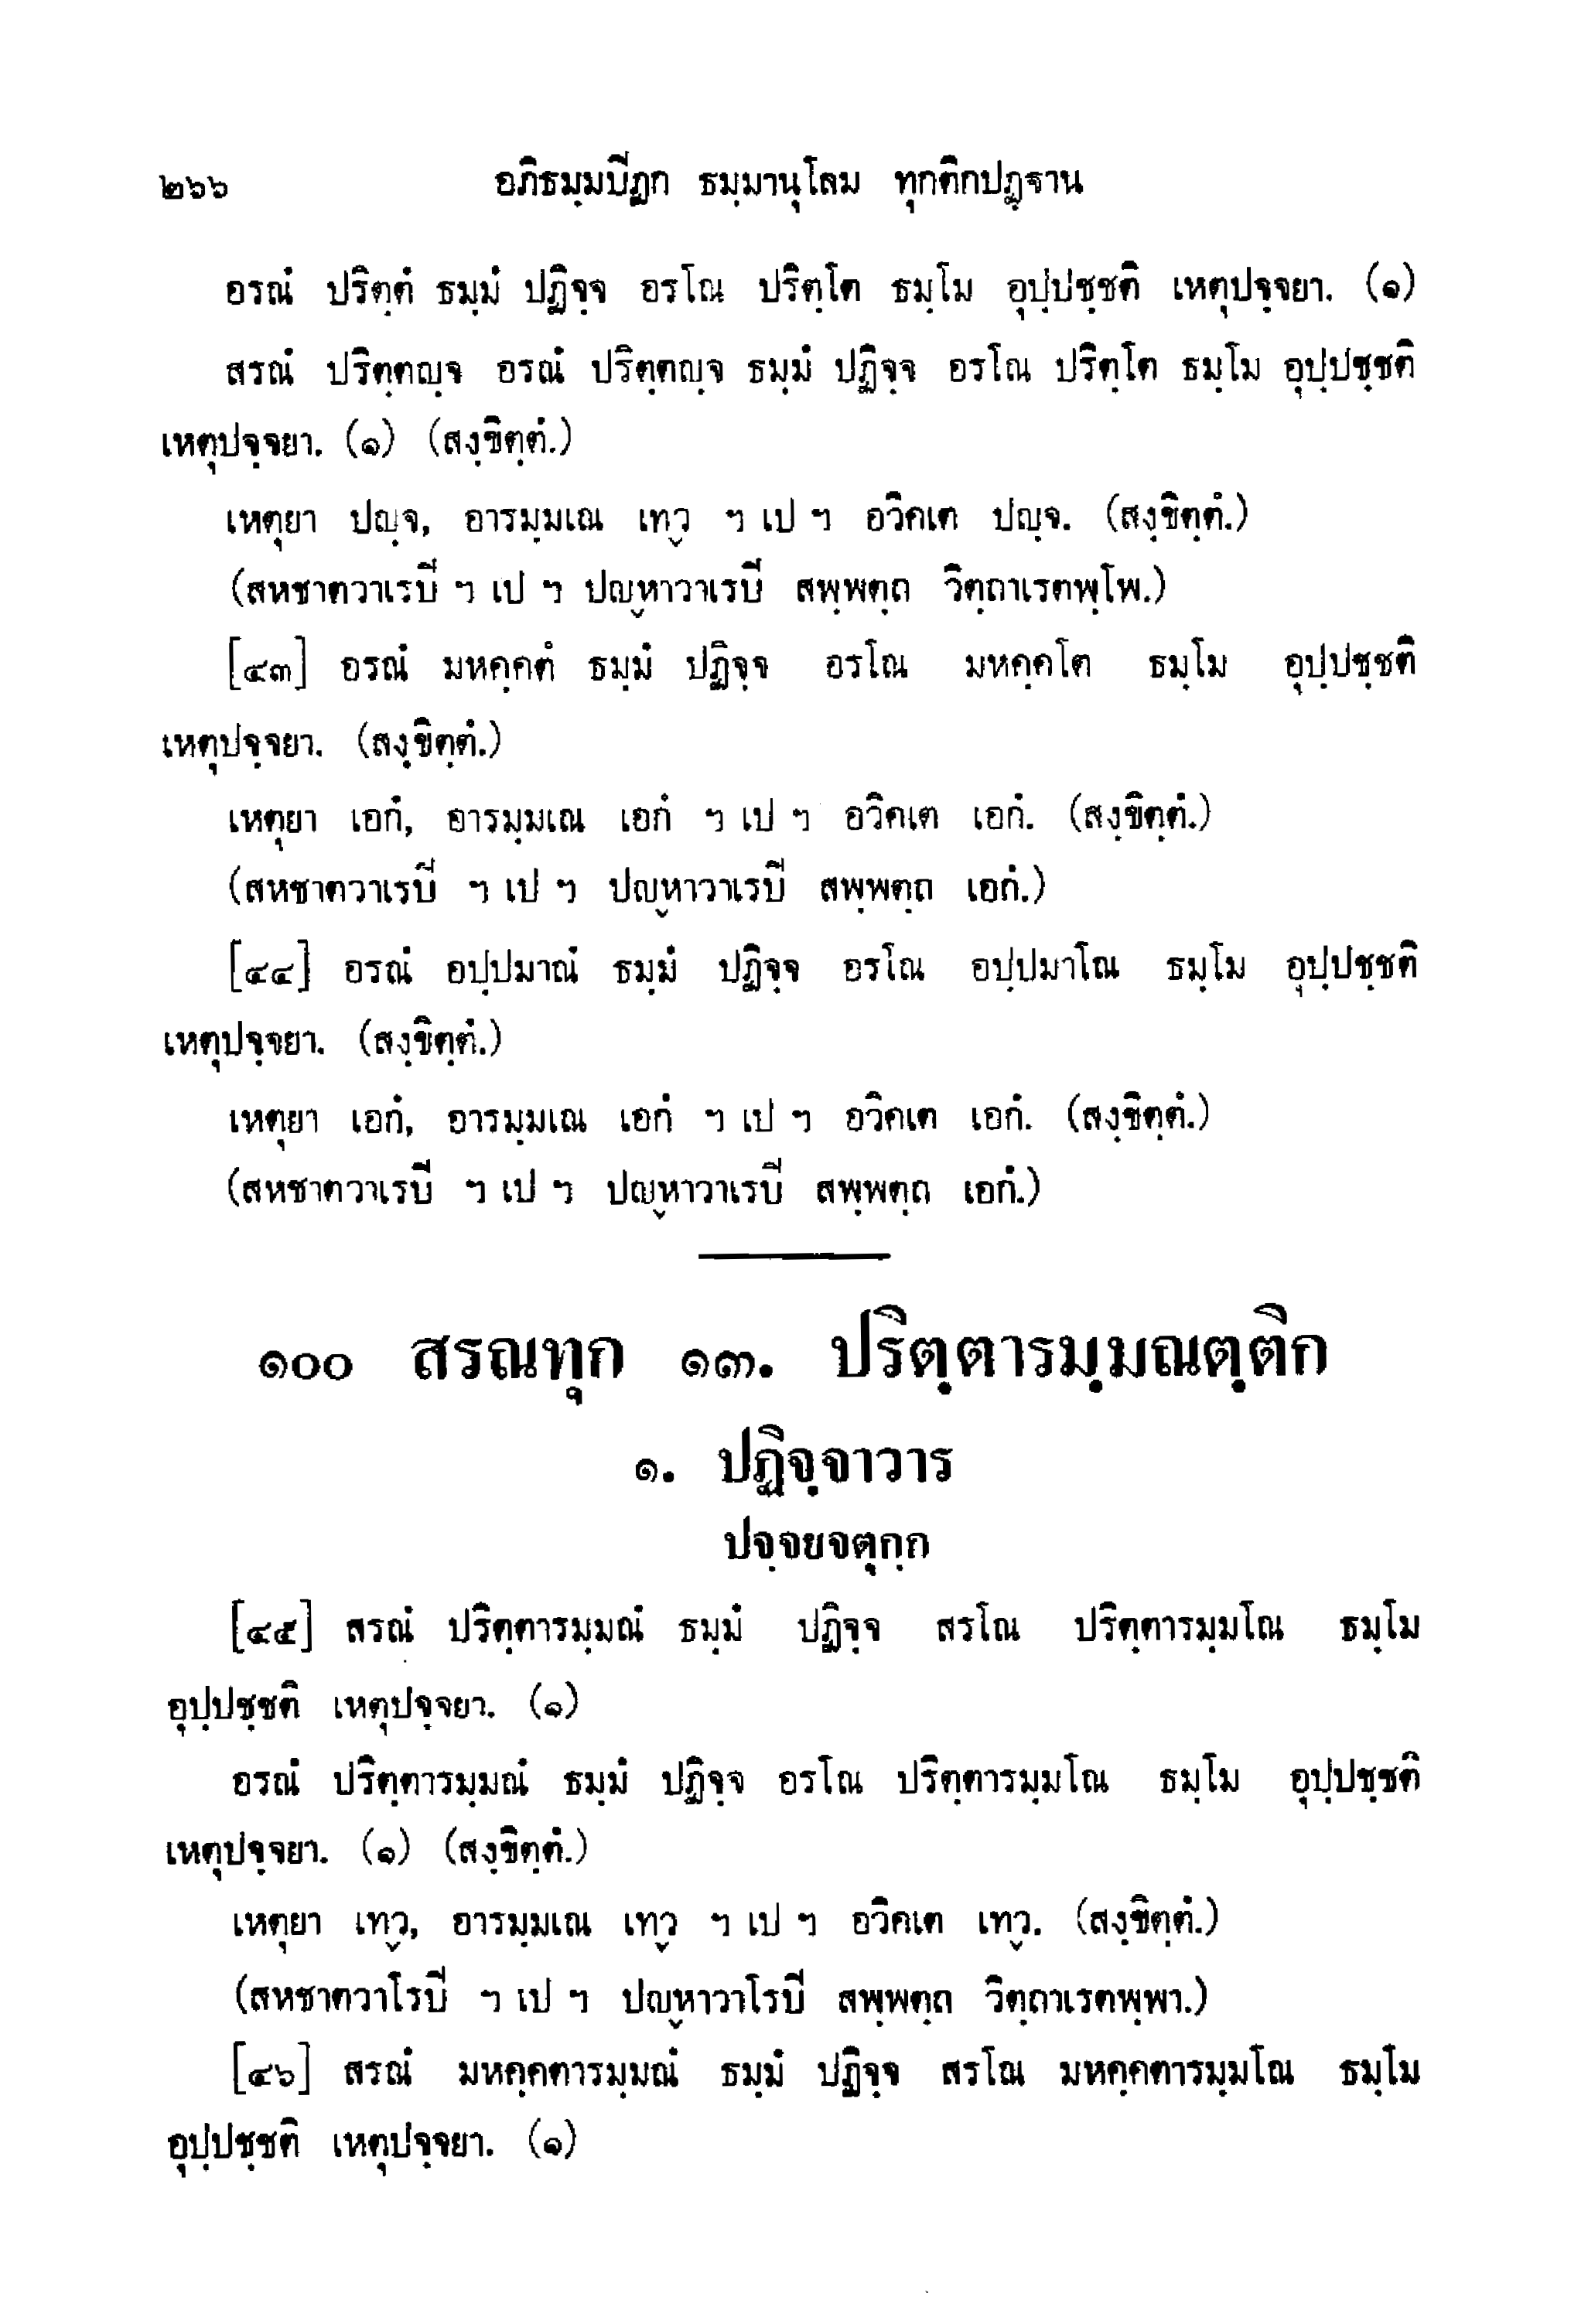 ๒๖๖ อภิธมฺมปิฏก ธมฺมานุโลม ทุกติกปฏฺฐาน
อรณํ ปริตฺตํ ธมฺมํ ปฏิจฺจ อรโณ ปริตฺโต ธมฺโม อุปฺปชฺชติ เหตุปจฺจยา. (๑)
สรณํ ปริตฺตญฺจ อรณํ ปริตฺตญฺจ ธมฺมํ ปฏิจฺจ อรโณ ปริตฺโต ธมฺโม อุปฺปชฺชติ
เหตุปจฺจยา. (๑) (สงฺขิตฺตํ.)
เหตุยา ปญฺจ, อารมฺมเณ เทฺว ฯ เป ฯ อวิคเต ปญฺจ. (สงฺขิตฺตํ.)
(สหชาตวาเรปิ ฯ เป ฯ ปญฺหาวาเรปิ สพฺพตฺถ วิตฺถาเรตพฺโพ.)
[๔๓] อรณํ มหคฺคตํ ธมฺมํ ปฏิจฺจ อรโณ มหคฺคโต ธมฺโม อุปฺปชฺชติ
เหตุปจฺจยา. (สงฺขิตฺตํ.)
เหตุยา เอกํ, อารมฺมเณ เอกํ ฯ เป ฯ อวิคเต เอกํ. (สงฺขิตฺตํ.)
(สหชาตวาเรปิ ฯ เป ฯ ปญฺหาวาเรปิ สพฺพตฺถ เอกํ.)
[๔๔] อรณํ อปฺปมาณํ ธมฺมํ ปฏิจฺจ อรโณ อปฺปมาโณ ธมฺโม อุปฺปชฺชติ
เหตุปจฺจยา. (สงฺขิตฺตํ.)
เหตุยา เอกํ, อารมฺมเณ เอกํ ฯ เป ฯ อวิคเต เอกํ. (สงฺขิตฺตํ.)
(สหชาตวาเรปิ ฯ เป ฯ ปญฺหาวาเรปิ สพฺพตฺถ เอกํ.)
๑๐๐ สรณทุก ๑๓. ปริตฺตารมฺมณตฺติก
๑. ปฏิจฺจาวาร
ปจฺจยจตุกฺก
[๔๕] สรณํ ปริตฺตารมฺมณํ ธมฺมํ ปฏิจฺจ สรโณ ปริตฺตารมฺมโณ ธมฺโม
อุปฺปชฺชติ เหตุปจฺจยา. (๑)
อรณํ ปริตฺตารมฺมณํ ธมฺมํ ปฏิจฺจ อรโณ ปริตฺตารมฺมโณ ธมฺโม อุปฺปชฺชติ
เหตุปจฺจยา. (๑) (สงฺขิตฺตํ.)
เหตุยา เทฺว, อารมฺมเณ เทฺว ฯ เป ฯ อวิคเต เทฺว. (สงฺขิตฺตํ.)
(สหชาตวาโรปิ ฯ เป ฯ ปญฺหาวาโรปิ สพฺพตฺถ วิตฺถาเรตพฺพา.)
[๔๖] สรณํ มหคฺคตารมฺมณํ ธมฺมํ ปฏิจฺจ สรโณ มหคฺคตารมฺมโณ ธมฺโม
อุปฺปชฺชติ เหตุปจฺจยา. (๑)